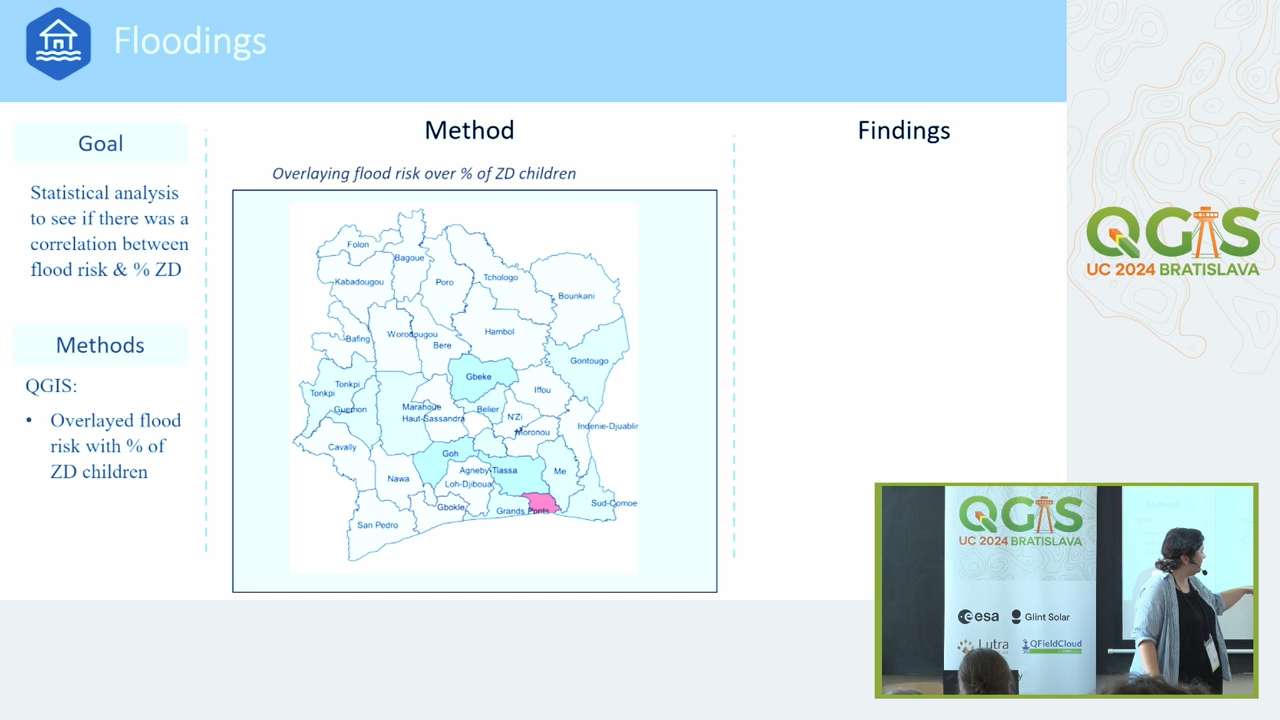 Floodings
Goal
Statistical analysis
to see if there was a
correlation between
flood risk & % ZD
Methods
QGIS:
• Overlayed flood
risk with % of
ZD children
Method
Overlaying flood risk over % of ZD children
Folon
Bagoue
Kabadougou
Poro
Tchologo
Bounkani
Bafing
Worodougou
Bere
Hambol
Gontougo
Gbeke
Tonkpi
Tonkpi
Iffou
Guemon
Marahoue
Haut-Sassandra
Belier
N'Zi
Moronou
Indenie-Djuablin
Cavally
Goh
Nawa
Agneby-Tiassa
Loh-Djiboua
Me
Gbokle
Grands Ponts
Sud-Comoe
San Pedro
Findings
QGIS
UC 2024 BRATISLAVA
QGIS
UC 2024 BRATISLAVA
esa
Glint Solar
Lutra
QFieldCloud